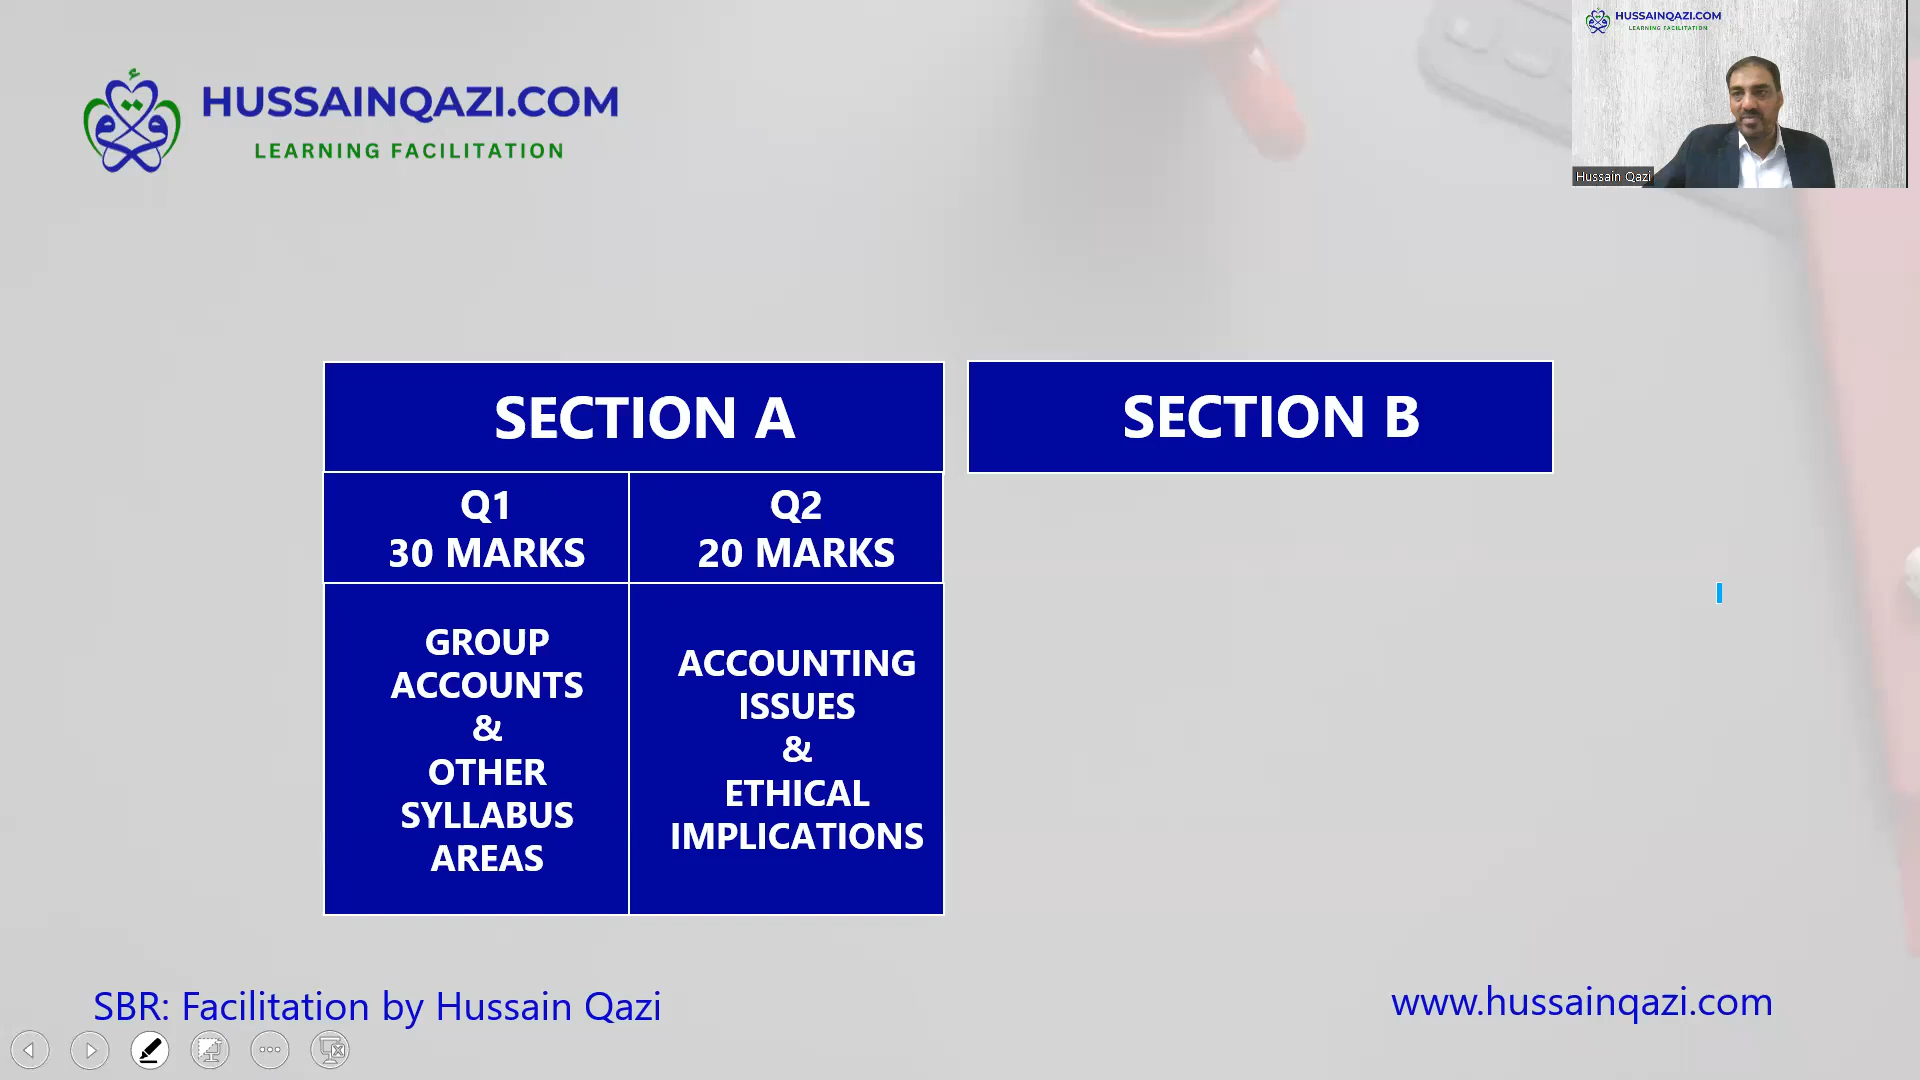 HUSSAINQAZI.COM
LEARNING FACILITATION
HUSSAINQAZI.COM
LEARNING FACILITATION
Hussain Qazi
SECTION A
SECTION B
Q1
30 MARKS
Q2
20 MARKS
GROUP
ACCOUNTS
&
OTHER
SYLLABUS
AREAS
ACCOUNTING
ISSUES
&
ETHICAL
IMPLICATIONS
SBR: Facilitation by Hussain Qazi
www.hussainqazi.com